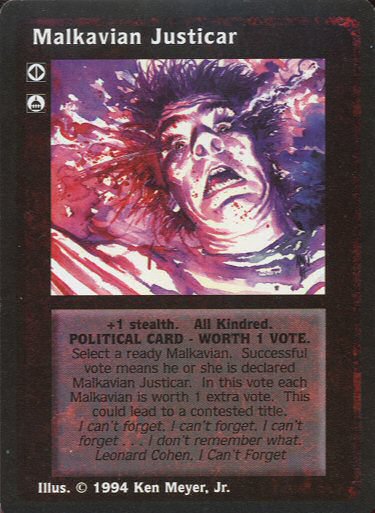 Malkavian Justicar
+1 stealth. All Kindred.
POLITICAL CARD - WORTH 1 VOTE.
Select a ready Malkavian. Successful
vote means he or she is declared
Malkavian Justicar. In this vote each
Malkavian is worth 1 extra vote. This
could lead to a contested title.
I can't forget, I can't forget, I can't
forget . . . I don't remember what.
Leonard Cohen, I Can't Forget
Illus. © 1994 Ken Meyer, Jr.